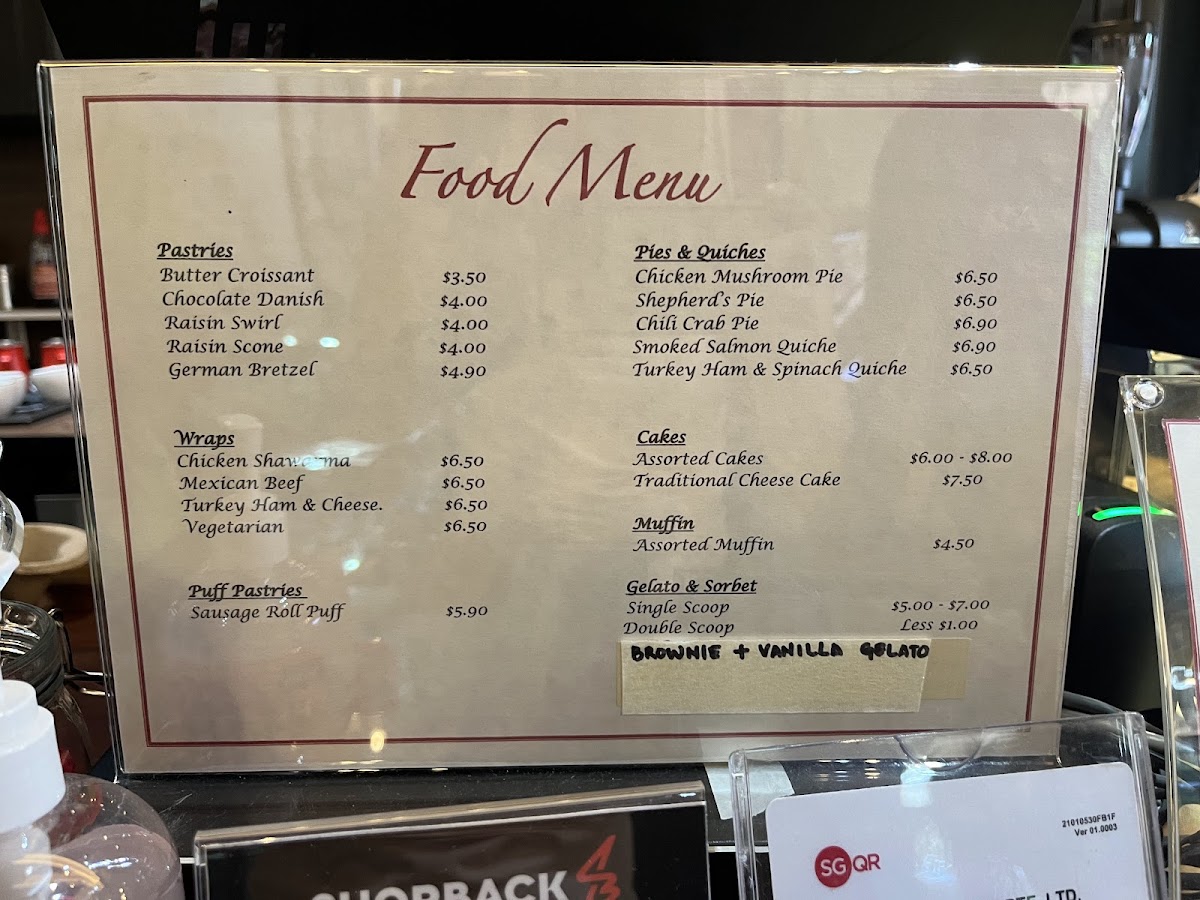 Food Menu
Pastries
Butter Croissant $3.50
Chocolate Danish $4.00
Raisin Swirl $4.00
Raisin Scone $4.00
German Bretzel $4.90
Wraps
Chicken Shawarma $6.50
Mexican Beef $6.50
Turkey Ham & Cheese. $6.50
Vegetarian $6.50
Puff Pastries
Sausage Roll Puff $5.90
Pies & Quiches
Chicken Mushroom Pie $6.50
Shepherd's Pie $6.50
Chili Crab Pie $6.90
Smoked Salmon Quiche $6.90
Turkey Ham & Spinach Quiche $6.50
Cakes
Assorted Cakes $6.00 - $8.00
Traditional Cheese Cake $7.50
Muffin
Assorted Muffin $4.50
Gelato & Sorbet
Single Scoop $5.00 - $7.00
Double Scoop Less $1.00
BROWNIE + VANILLA GELATO
SHOPBACK
21010530FB1F
Ver 01.0003
SGQR
LTD.